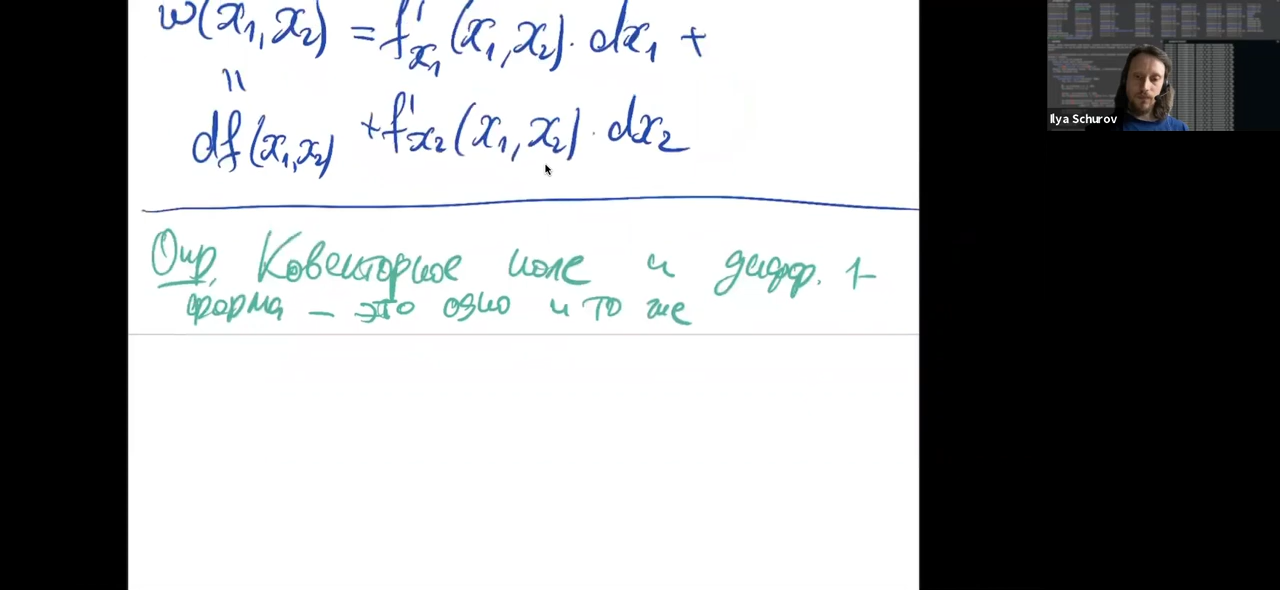 w(x₁,x₂) = f'ₓ₁(x₁,x₂)·dx₁ +
॥
df(x₁,x₂) + f'ₓ₂(x₁,x₂)·dx₂
Опр. Ковекторное поле и дифф. 1-
форма – это одно и то же
Ilya Schurov